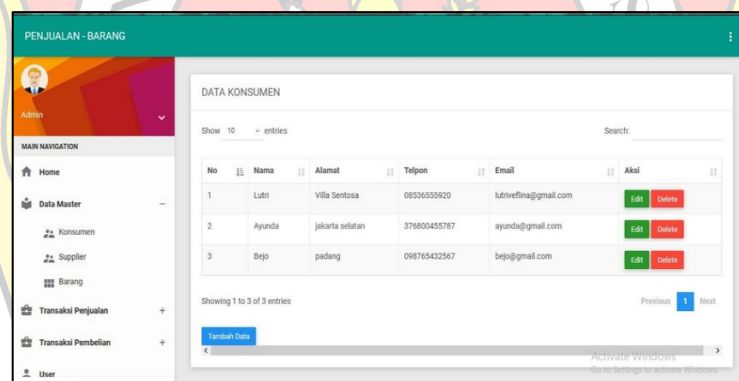 PENJUALAN - BARANG
Admin
MAIN NAVIGATION
Home
Data Master
Konsumen
Supplier
Barang
Transaksi Penjualan
Transaksi Pembelian
User
DATA KONSUMEN
Show 10 entries Search:
No Nama Alamat Telpon Email Aksi
1 Lutri Villa Sentosa 08536555920 lutriveflina@gmail.com Edit Delete
2 Ayunda jakarta selatan 376800455787 ayunda@gmail.com Edit Delete
3 Bejo padang 098765432567 bejo@gmail.com Edit Delete
Showing 1 to 3 of 3 entries Previous 1 Next
Tambah Data
Activate Windows
Go to Settings to activate Windows.